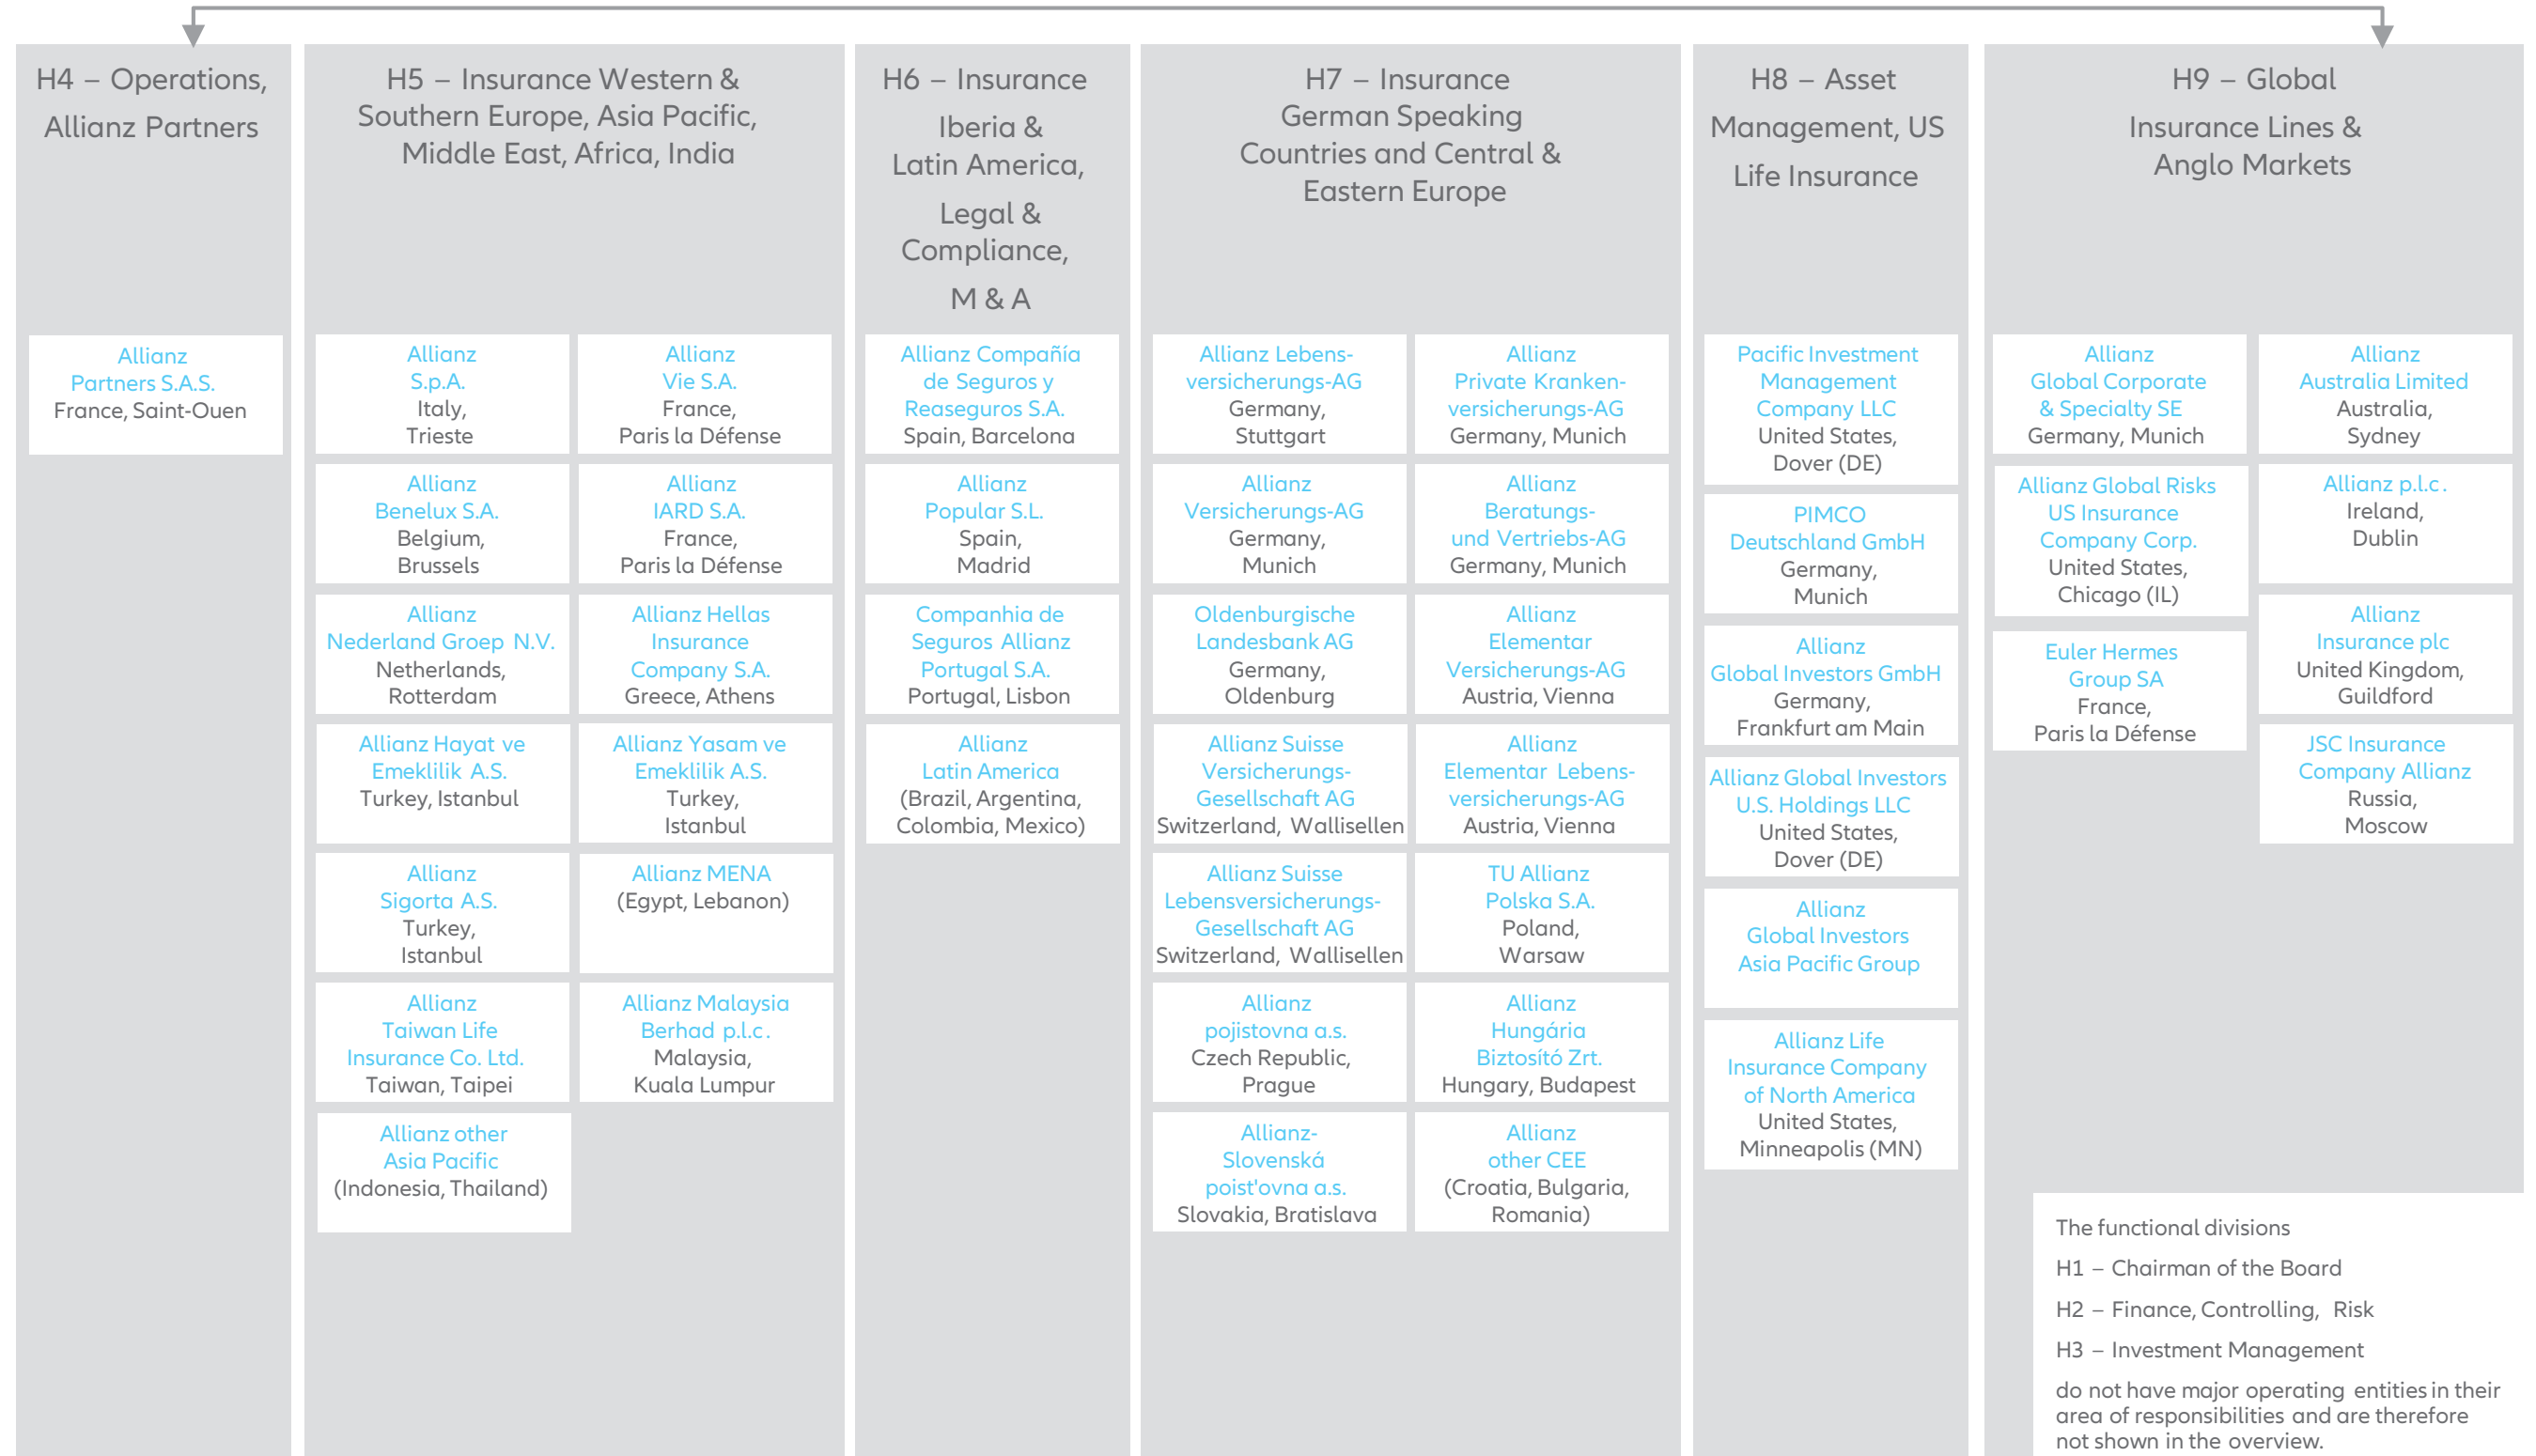 H4 – Operations,
Allianz Partners
Allianz
Partners S.A.S.
France, Saint-Ouen
H5 – Insurance Western &
Southern Europe, Asia Pacific,
Middle East, Africa, India
Allianz
S.p.A.
Italy,
Trieste
Allianz
Vie S.A.
France,
Paris la Défense
Allianz
Benelux S.A.
Belgium,
Brussels
Allianz
IARD S.A.
France,
Paris la Défense
Allianz
Nederland Groep N.V.
Netherlands,
Rotterdam
Allianz Hellas
Insurance
Company S.A.
Greece, Athens
Allianz Hayat ve
Emeklilik A.S.
Turkey, Istanbul
Allianz Yasam ve
Emeklilik A.S.
Turkey,
Istanbul
Allianz
Sigorta A.S.
Turkey,
Istanbul
Allianz MENA
(Egypt, Lebanon)
Allianz
Taiwan Life
Insurance Co. Ltd.
Taiwan, Taipei
Allianz Malaysia
Berhad p.l.c.
Malaysia,
Kuala Lumpur
Allianz other
Asia Pacific
(Indonesia, Thailand)
H6 – Insurance
Iberia &
Latin America,
Legal &
Compliance,
M & A
Allianz Compañía
de Seguros y
Reaseguros S.A.
Spain, Barcelona
Allianz
Popular S.L.
Spain,
Madrid
Companhia de
Seguros Allianz
Portugal S.A.
Portugal, Lisbon
Allianz
Latin America
(Brazil, Argentina,
Colombia, Mexico)
H7 – Insurance
German Speaking
Countries and Central &
Eastern Europe
Allianz Lebens-
versicherungs-AG
Germany,
Stuttgart
Allianz
Private Kranken-
versicherungs-AG
Germany, Munich
Allianz
Versicherungs-AG
Germany,
Munich
Allianz
Beratungs-
und Vertriebs-AG
Germany, Munich
Oldenburgische
Landesbank AG
Germany,
Oldenburg
Allianz
Elementar
Versicherungs-AG
Austria, Vienna
Allianz Suisse
Versicherungs-
Gesellschaft AG
Switzerland, Wallisellen
Allianz
Elementar Lebens-
versicherungs-AG
Austria, Vienna
Allianz Suisse
Lebensversicherungs-
Gesellschaft AG
Switzerland, Wallisellen
TU Allianz
Polska S.A.
Poland,
Warsaw
Allianz
pojistovna a.s.
Czech Republic,
Prague
Allianz
Hungária
Biztosító Zrt.
Hungary, Budapest
Allianz-
Slovenská
poist'ovna a.s.
Slovakia, Bratislava
Allianz
other CEE
(Croatia, Bulgaria,
Romania)
H8 – Asset
Management, US
Life Insurance
Pacific Investment
Management
Company LLC
United States,
Dover (DE)
PIMCO
Deutschland GmbH
Germany,
Munich
Allianz
Global Investors GmbH
Germany,
Frankfurt am Main
Allianz Global Investors
U.S. Holdings LLC
United States,
Dover (DE)
Allianz
Global Investors
Asia Pacific Group
Allianz Life
Insurance Company
of North America
United States,
Minneapolis (MN)
H9 – Global
Insurance Lines &
Anglo Markets
Allianz
Global Corporate
& Specialty SE
Germany, Munich
Allianz
Australia Limited
Australia,
Sydney
Allianz Global Risks
US Insurance
Company Corp.
United States,
Chicago (IL)
Allianz p.l.c.
Ireland,
Dublin
Euler Hermes
Group SA
France,
Paris la Défense
Allianz
Insurance plc
United Kingdom,
Guildford
JSC Insurance
Company Allianz
Russia,
Moscow
The functional divisions
H1 – Chairman of the Board
H2 – Finance, Controlling, Risk
H3 – Investment Management
do not have major operating entities in their
area of responsibilities and are therefore
not shown in the overview.